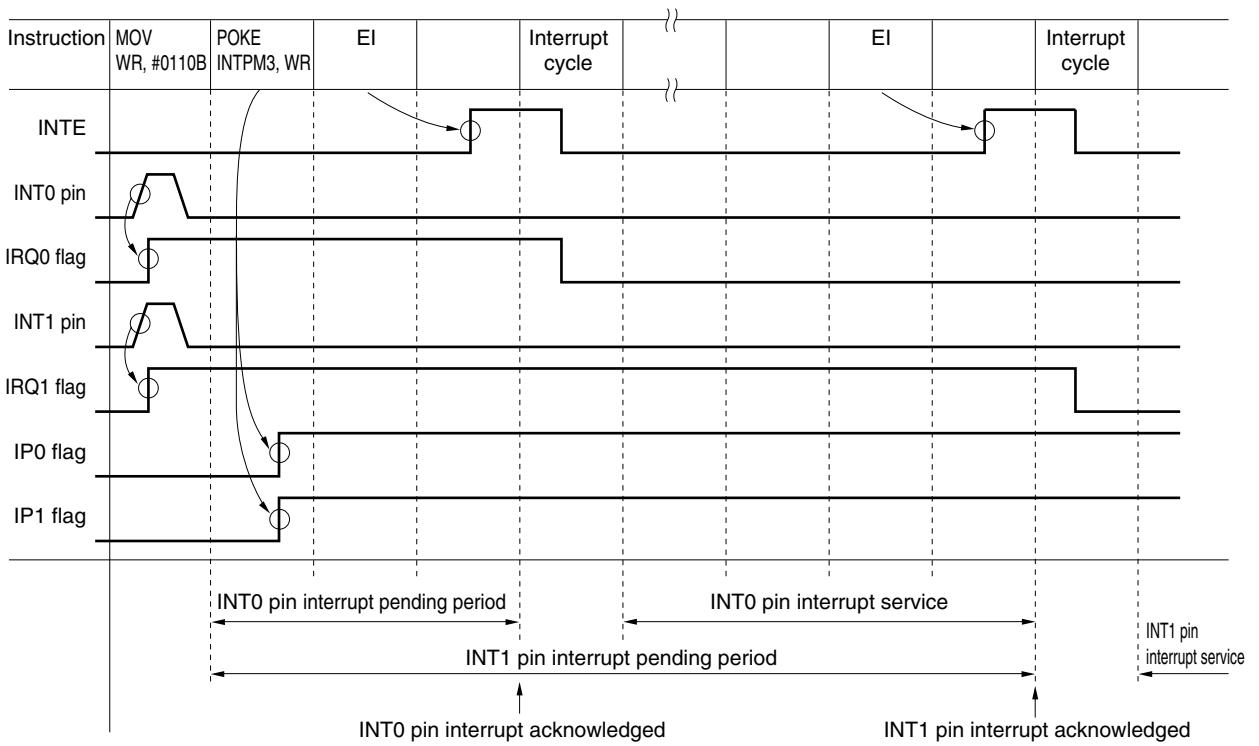 Instruction
MOV
WR, #0110B
POKE
INTPM3, WR
EI
Interrupt
cycle
EI
Interrupt
cycle
INTE
INT0 pin
IRQ0 flag
INT1 pin
IRQ1 flag
IP0 flag
IP1 flag
INT0 pin interrupt pending period
INT0 pin interrupt service
INT1 pin
interrupt service
INT1 pin interrupt pending period
INT0 pin interrupt acknowledged
INT1 pin interrupt acknowledged